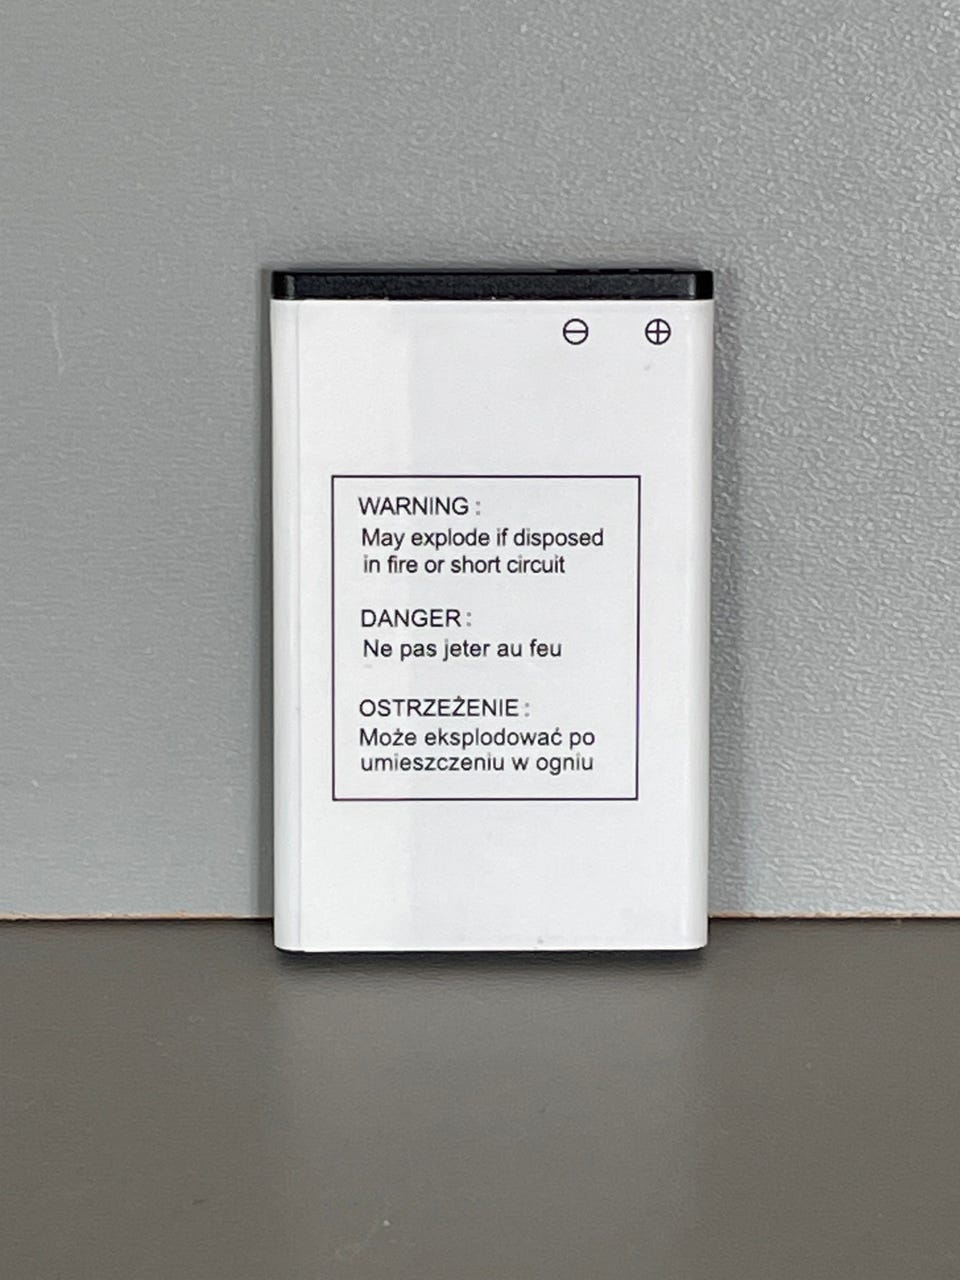 ⊖ ⊕
WARNING :
May explode if disposed
in fire or short circuit
DANGER :
Ne pas jeter au feu
OSTRZEŻENIE :
Może eksplodować po
umieszczeniu w ogniu